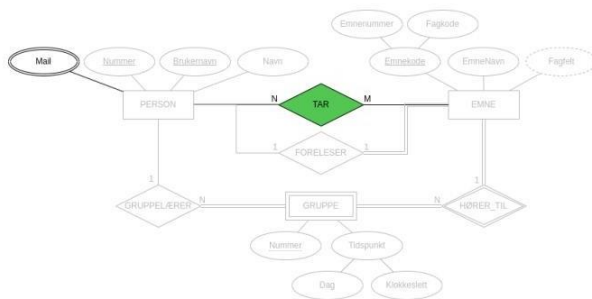 Emnenummer
Fagkode
Mail
Nummer
Brukernavn
Navn
Emnekode
EmneNavn
Fagfelt
PERSON
N
TAR
M
EMNE
1
FORELESER
1
1
1
GRUPPELÆRER
N
GRUPPE
N
HØRER_TIL
Nummer
Tidspunkt
Dag
Klokkeslett